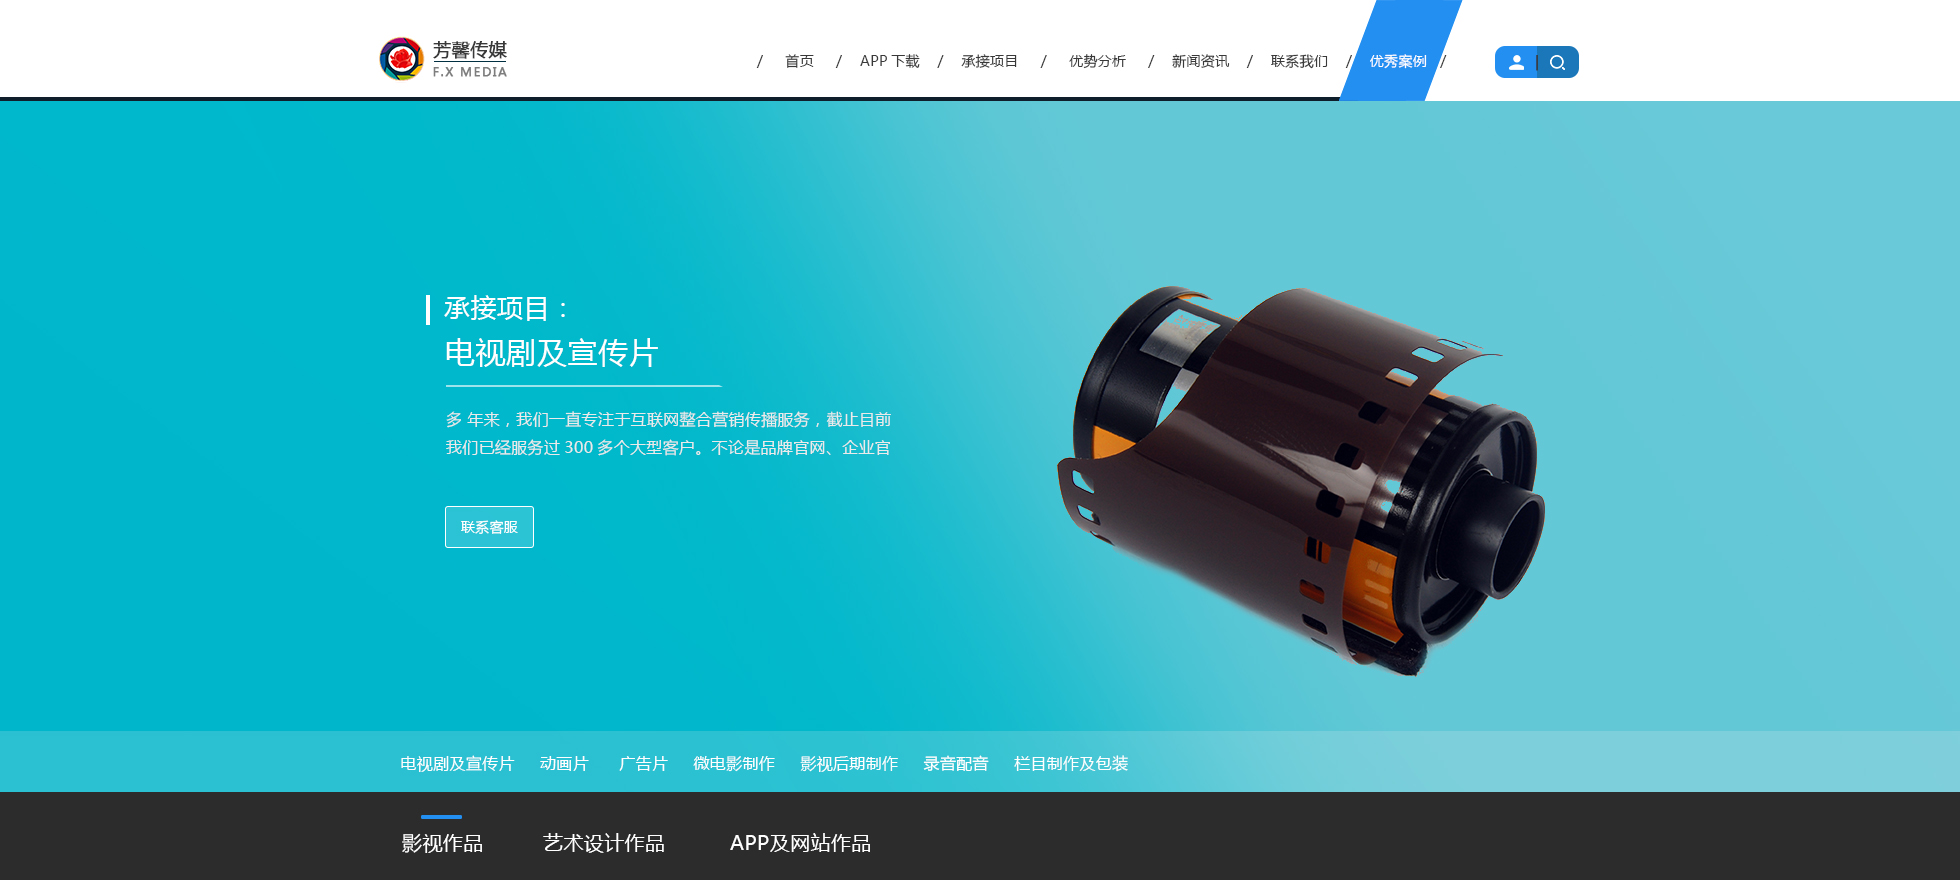 芳馨传媒
F.X MEDIA
/ 首页 / APP 下载 / 承接项目 / 优势分析 / 新闻资讯 / 联系我们 / 优秀案例 /
承接项目：
电视剧及宣传片
多 年来，我们一直专注于互联网整合营销传播服务，截止目前
我们已经服务过 300 多个大型客户。不论是品牌官网、企业官
联系客服
电视剧及宣传片 动画片 广告片 微电影制作 影视后期制作 录音配音 栏目制作及包装
影视作品 艺术设计作品 APP及网站作品